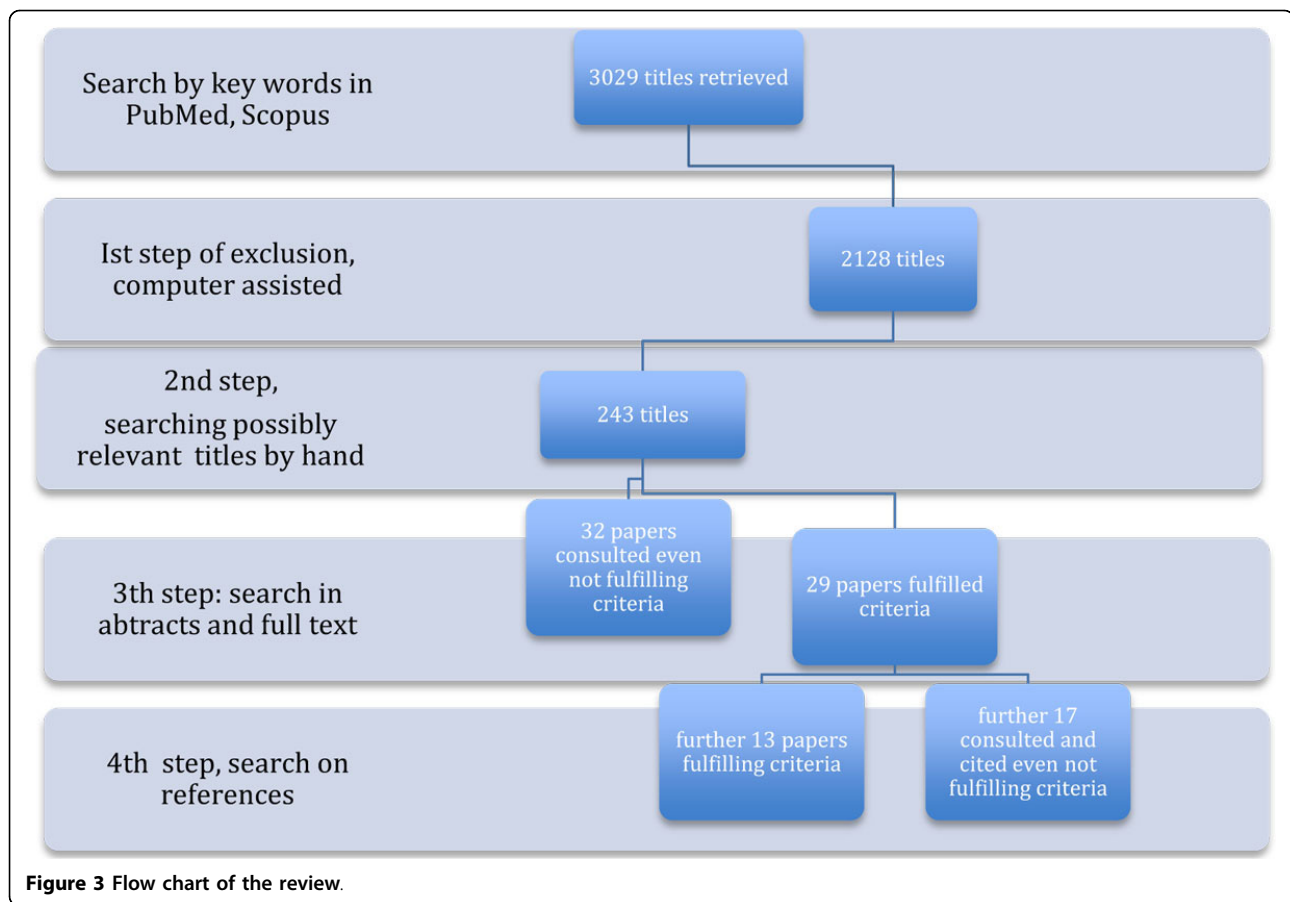 Search by key words in
PubMed, Scopus
3029 titles retrieved
Ist step of exclusion,
computer assisted
2128 titles
2nd step,
searching possibly
relevant titles by hand
243 titles
3th step: search in
abtracts and full text
32 papers
consulted even
not fulfilling
criteria
29 papers fulfilled
criteria
4th step, search on
references
further 13 papers
fulfilling criteria
further 17
consulted and
cited even not
fulfilling criteria
Figure 3 Flow chart of the review.